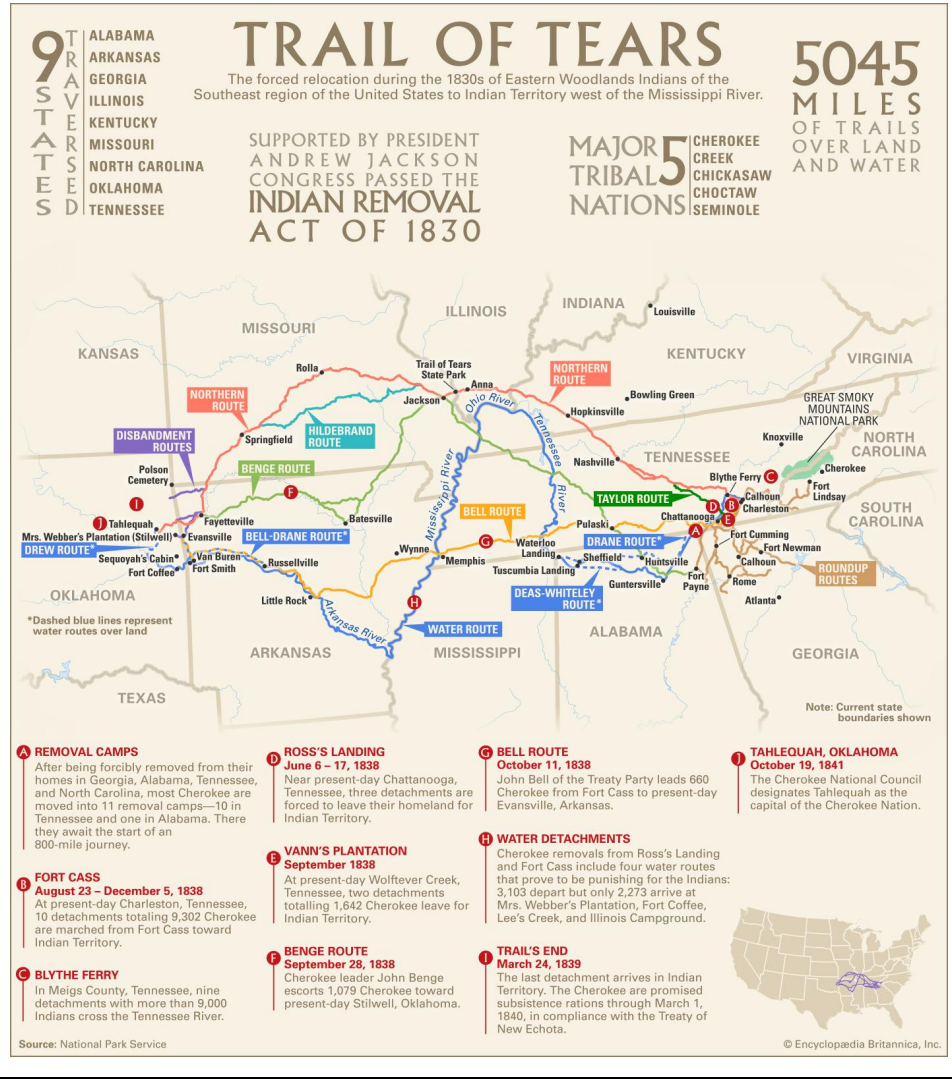 9 STATES TRAVERSED
ALABAMA
ARKANSAS
GEORGIA
ILLINOIS
KENTUCKY
MISSOURI
NORTH CAROLINA
OKLAHOMA
TENNESSEE
TRAIL OF TEARS
The forced relocation during the 1830s of Eastern Woodlands Indians of the
Southeast region of the United States to Indian Territory west of the Mississippi River.
SUPPORTED BY PRESIDENT
ANDREW JACKSON
CONGRESS PASSED THE
INDIAN REMOVAL
ACT OF 1830
MAJOR
TRIBAL
NATIONS
5
CHEROKEE
CREEK
CHICKASAW
CHOCTAW
SEMINOLE
5045
MILES
OF TRAILS
OVER LAND
AND WATER
KANSAS
MISSOURI
ILLINOIS
INDIANA
Louisville
KENTUCKY
VIRGINIA
Rolla
Trail of Tears
State Park
Anna
NORTHERN
ROUTE
NORTHERN
ROUTE
Jackson
Ohio River
Hopkinsville
Bowling Green
GREAT SMOKY
MOUNTAINS
NATIONAL PARK
DISBANDMENT
ROUTES
Springfield
HILDEBRAND
ROUTE
Tennessee
River
Knoxville
NORTH
CAROLINA
Polson
Cemetery
BENGE ROUTE
Mississippi River
Nashville
TENNESSEE
Blythe Ferry
C
Cherokee
I
F
TAYLOR ROUTE
D
B
Calhoun
Charleston
Fort
Lindsay
J
Tahlequah
Fayetteville
Batesville
BELL ROUTE
Pulaski
Chattanooga
E
A
SOUTH
CAROLINA
Mrs. Webber's Plantation (Stilwell)
Evansville
BELL-DRANE ROUTE*
DREW ROUTE*
G
Waterloo
Landing
DRANE ROUTE*
Fort Cumming
Sequoyah's Cabin
Van Buren
Wynne
Memphis
Sheffield
Huntsville
Fort Newman
Fort Coffee
Fort Smith
Russellville
Tuscumbia Landing
Guntersville
Fort
Payne
Calhoun
Rome
ROUNDUP
ROUTES
OKLAHOMA
Little Rock
H
DEAS-WHITELEY
ROUTE*
Atlanta
*Dashed blue lines represent
water routes over land
Arkansas River
WATER ROUTE
ALABAMA
ARKANSAS
MISSISSIPPI
GEORGIA
TEXAS
Note: Current state
boundaries shown
A REMOVAL CAMPS
After being forcibly removed from their
homes in Georgia, Alabama, Tennessee,
and North Carolina, most Cherokee are
moved into 11 removal camps—10 in
Tennessee and one in Alabama. There
they await the start of an
800-mile journey.
B FORT CASS
August 23 – December 5, 1838
At present-day Charleston, Tennessee,
10 detachments totaling 9,302 Cherokee
are marched from Fort Cass toward
Indian Territory.
C BLYTHE FERRY
In Meigs County, Tennessee, nine
detachments with more than 9,000
Indians cross the Tennessee River.
D ROSS'S LANDING
June 6 – 17, 1838
Near present-day Chattanooga,
Tennessee, three detachments are
forced to leave their homeland for
Indian Territory.
E VANN'S PLANTATION
September 1838
At present-day Wolftever Creek,
Tennessee, two detachments
totalling 1,642 Cherokee leave for
Indian Territory.
F BENGE ROUTE
September 28, 1838
Cherokee leader John Benge
escorts 1,079 Cherokee toward
present-day Stilwell, Oklahoma.
G BELL ROUTE
October 11, 1838
John Bell of the Treaty Party leads 660
Cherokee from Fort Cass to present-day
Evansville, Arkansas.
H WATER DETACHMENTS
Cherokee removals from Ross's Landing
and Fort Cass include four water routes
that prove to be punishing for the Indians:
3,103 depart but only 2,273 arrive at
Mrs. Webber's Plantation, Fort Coffee,
Lee's Creek, and Illinois Campground.
I TRAIL'S END
March 24, 1839
The last detachment arrives in Indian
Territory. The Cherokee are promised
subsistence rations through March 1,
1840, in compliance with the Treaty of
New Echota.
J TAHLEQUAH, OKLAHOMA
October 19, 1841
The Cherokee National Council
designates Tahlequah as the
capital of the Cherokee Nation.
Source: National Park Service
© Encyclopædia Britannica, Inc.